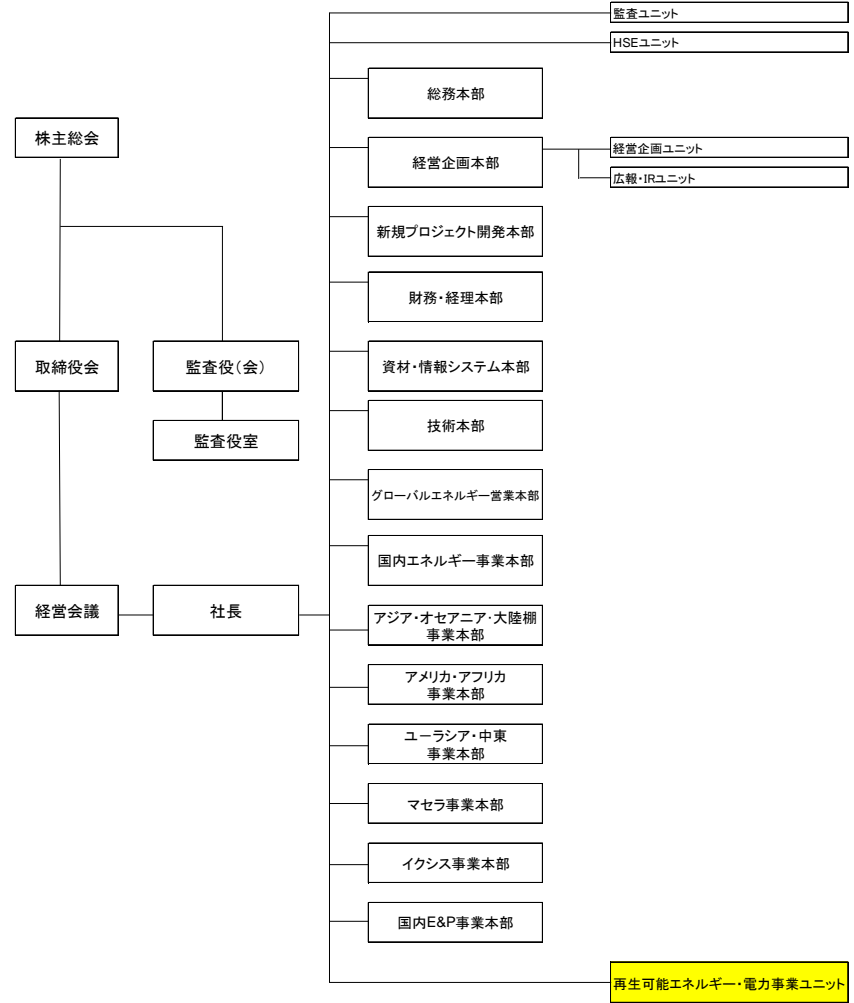 監査ユニット
HSEユニット
総務本部
株主総会
経営企画本部
経営企画ユニット
広報・IRユニット
新規プロジェクト開発本部
財務・経理本部
取締役会
監査役(会)
資材・情報システム本部
監査役室
技術本部
グローバルエネルギー営業本部
国内エネルギー事業本部
経営会議
社長
アジア・オセアニア・大陸棚
事業本部
アメリカ・アフリカ
事業本部
ユーラシア・中東
事業本部
マセラ事業本部
イクシス事業本部
国内E&P事業本部
再生可能エネルギー・電力事業ユニット